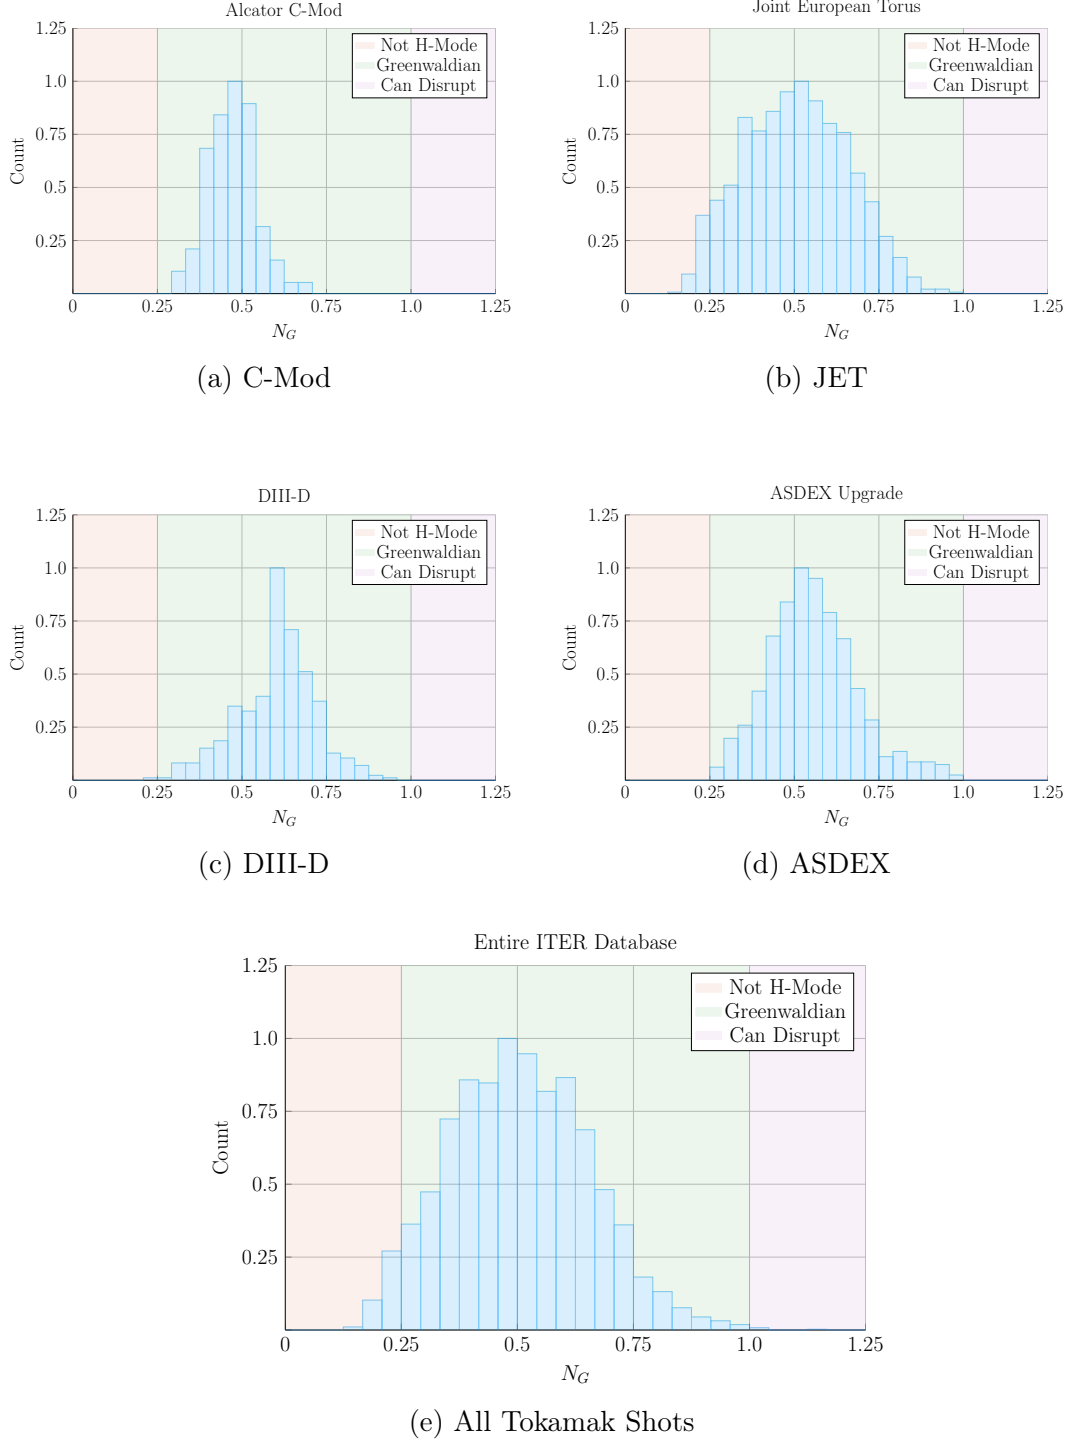 Alcator C-Mod
1.25
1.0
0.75
0.5
0.25
Count
Not H-Mode
Greenwaldian
Can Disrupt
0 0.25 0.5 0.75 1.0 1.25
N_G
(a) C-Mod
Joint European Torus
1.25
1.0
0.75
0.5
0.25
Count
Not H-Mode
Greenwaldian
Can Disrupt
0 0.25 0.5 0.75 1.0 1.25
N_G
(b) JET
DIII-D
1.25
1.0
0.75
0.5
0.25
Count
Not H-Mode
Greenwaldian
Can Disrupt
0 0.25 0.5 0.75 1.0 1.25
N_G
(c) DIII-D
ASDEX Upgrade
1.25
1.0
0.75
0.5
0.25
Count
Not H-Mode
Greenwaldian
Can Disrupt
0 0.25 0.5 0.75 1.0 1.25
N_G
(d) ASDEX
Entire ITER Database
1.25
1.0
0.75
0.5
0.25
Count
Not H-Mode
Greenwaldian
Can Disrupt
0 0.25 0.5 0.75 1.0 1.25
N_G
(e) All Tokamak Shots